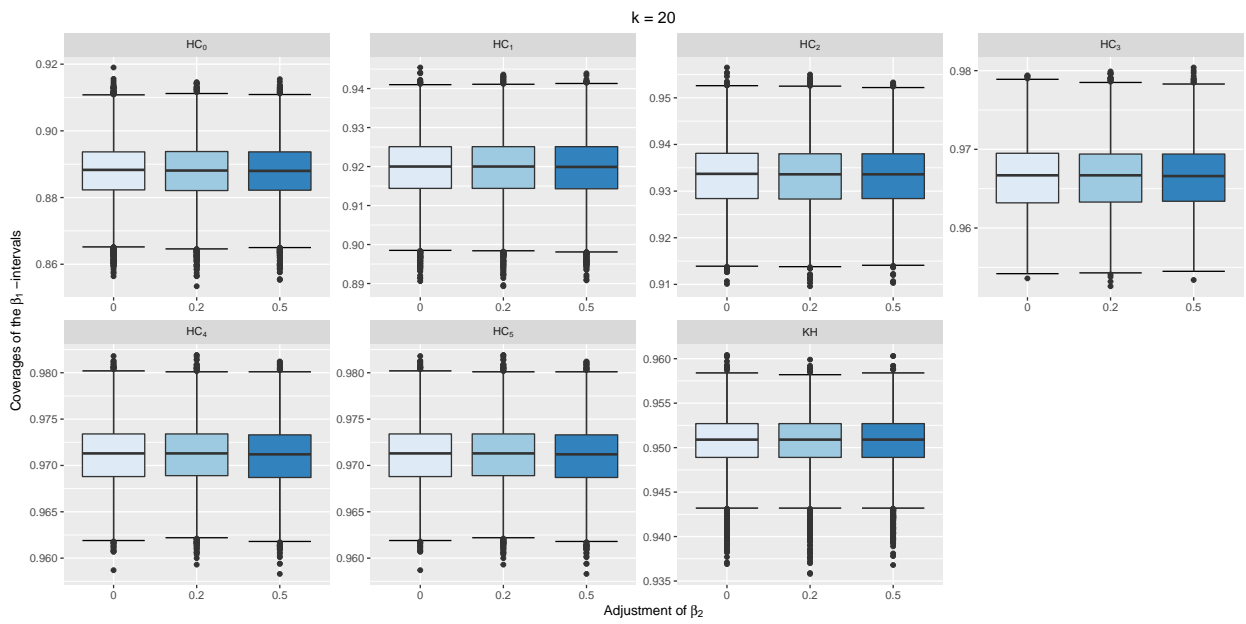 k = 20
HC₀ HC₁ HC₂ HC₃
0.92
0.90
0.88
0.86
0 0.2 0.5
0.94
0.93
0.92
0.91
0.90
0.89
0 0.2 0.5
0.95
0.94
0.93
0.92
0.91
0 0.2 0.5
0.98
0.97
0.96
0 0.2 0.5
Coverages of the β₁ −intervals
HC₄ HC₅ KH
0.980
0.975
0.970
0.965
0.960
0 0.2 0.5
0.980
0.975
0.970
0.965
0.960
0 0.2 0.5
0.960
0.955
0.950
0.945
0.940
0.935
0 0.2 0.5
Adjustment of β₂